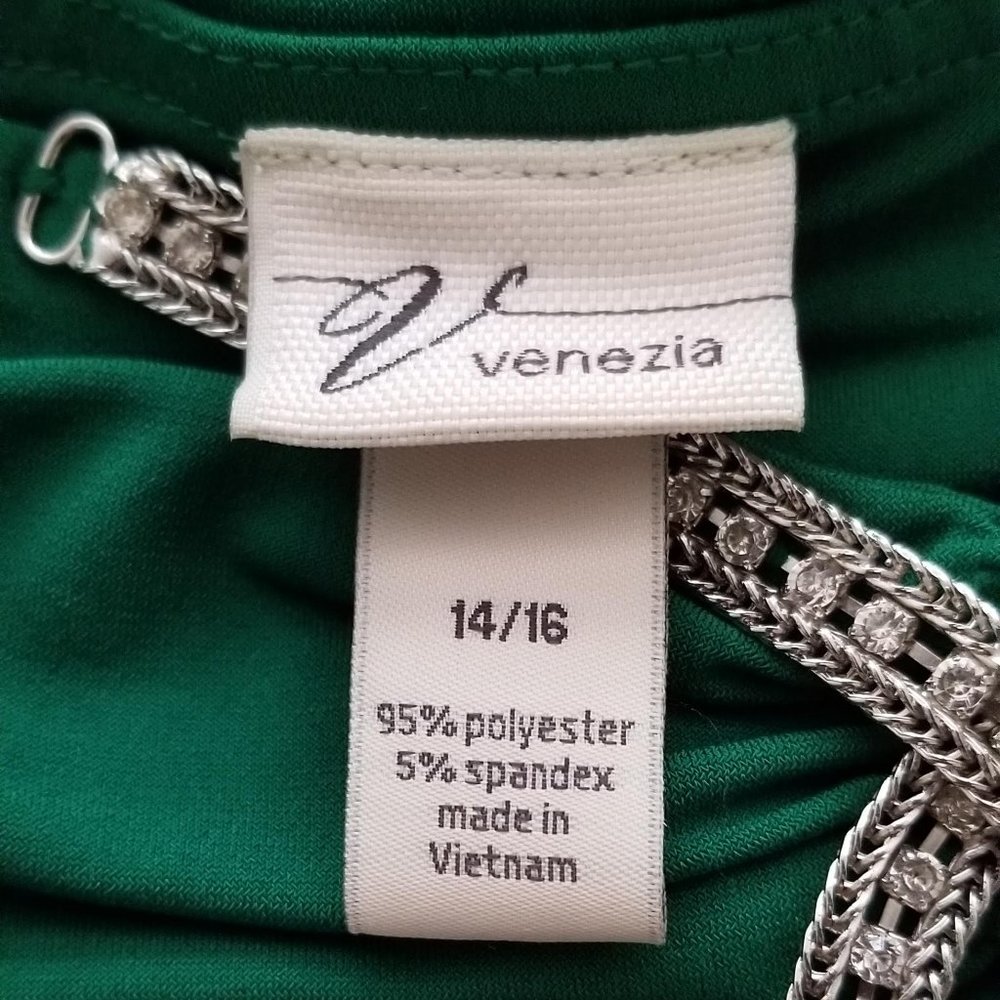 V
venezia
14/16
95% polyester
5% spandex
made in
Vietnam